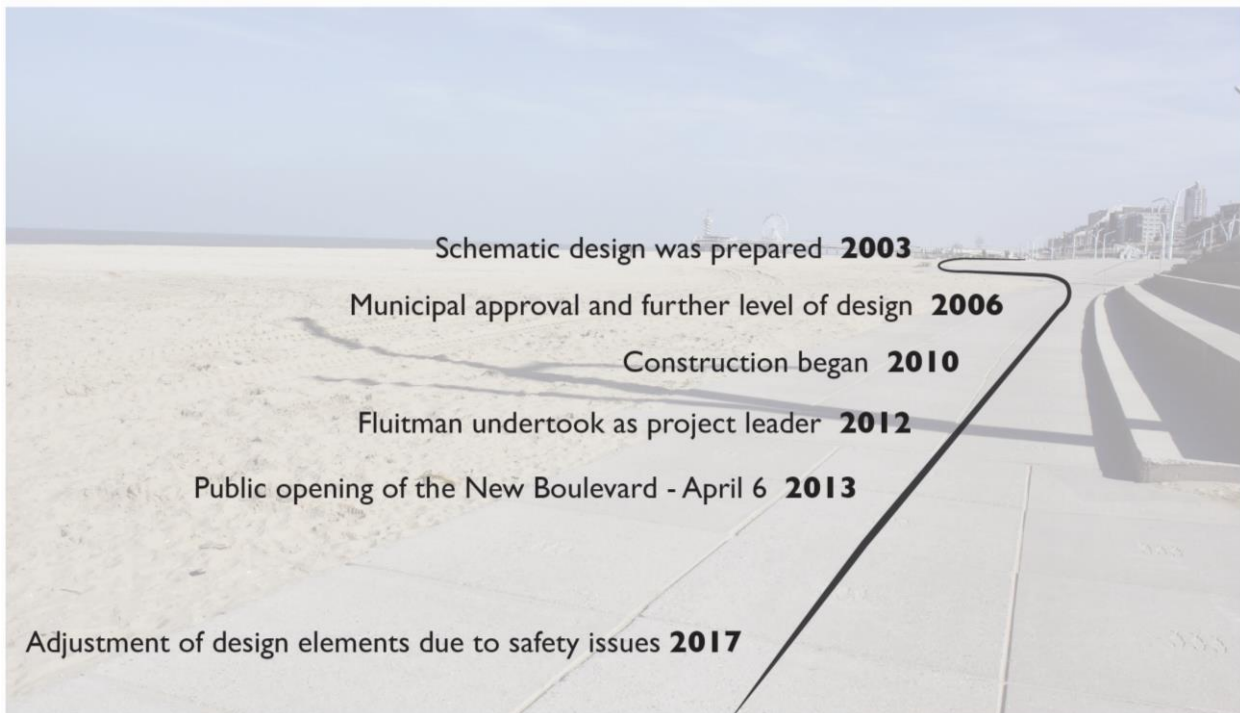 Schematic design was prepared 2003
Municipal approval and further level of design 2006
Construction began 2010
Fluitman undertook as project leader 2012
Public opening of the New Boulevard - April 6 2013
Adjustment of design elements due to safety issues 2017